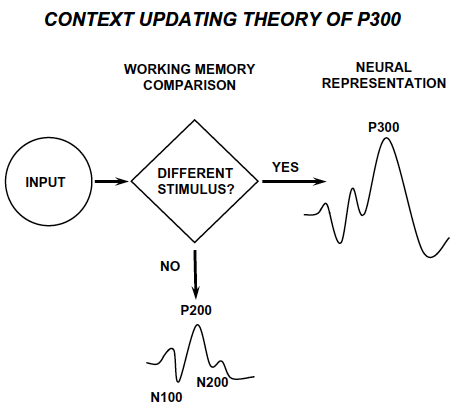 CONTEXT UPDATING THEORY OF P300
WORKING MEMORY
COMPARISON
NEURAL
REPRESENTATION
P300
INPUT
DIFFERENT
STIMULUS?
YES
NO
P200
N200
N100